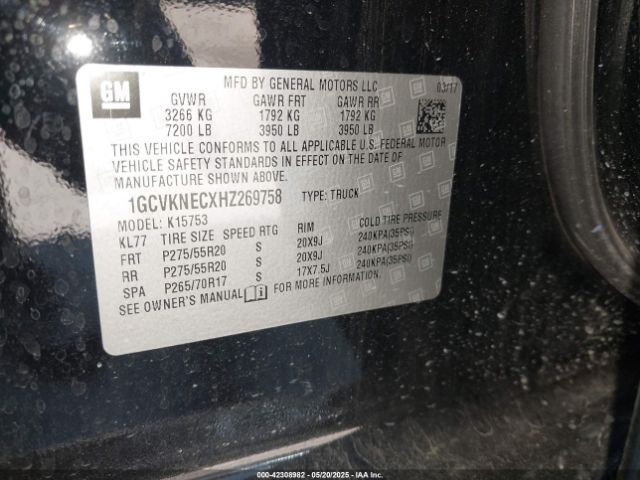 GM
MFD BY GENERAL MOTORS LLC 03/17
GVWR GAWR FRT GAWR RR
3266 KG 1792 KG 1792 KG
7200 LB 3950 LB 3950 LB
THIS VEHICLE CONFORMS TO ALL APPLICABLE U.S. FEDERAL MOTOR
VEHICLE SAFETY STANDARDS IN EFFECT ON THE DATE OF
MANUFACTURE SHOWN ABOVE.
1GCVKNECXHZ269758 TYPE: TRUCK
MODEL: K15753
KL77 TIRE SIZE SPEED RTG RIM COLD TIRE PRESSURE
FRT P275/55R20 S 20X9J 240KPA(35PSI)
RR P275/55R20 S 20X9J 240KPA(35PSI)
SPA P265/70R17 S 17X7.5J 240KPA(35PSI)
SEE OWNER'S MANUAL FOR MORE INFORMATION.
000-42308982 - 05/20/2025 - IAA Inc.